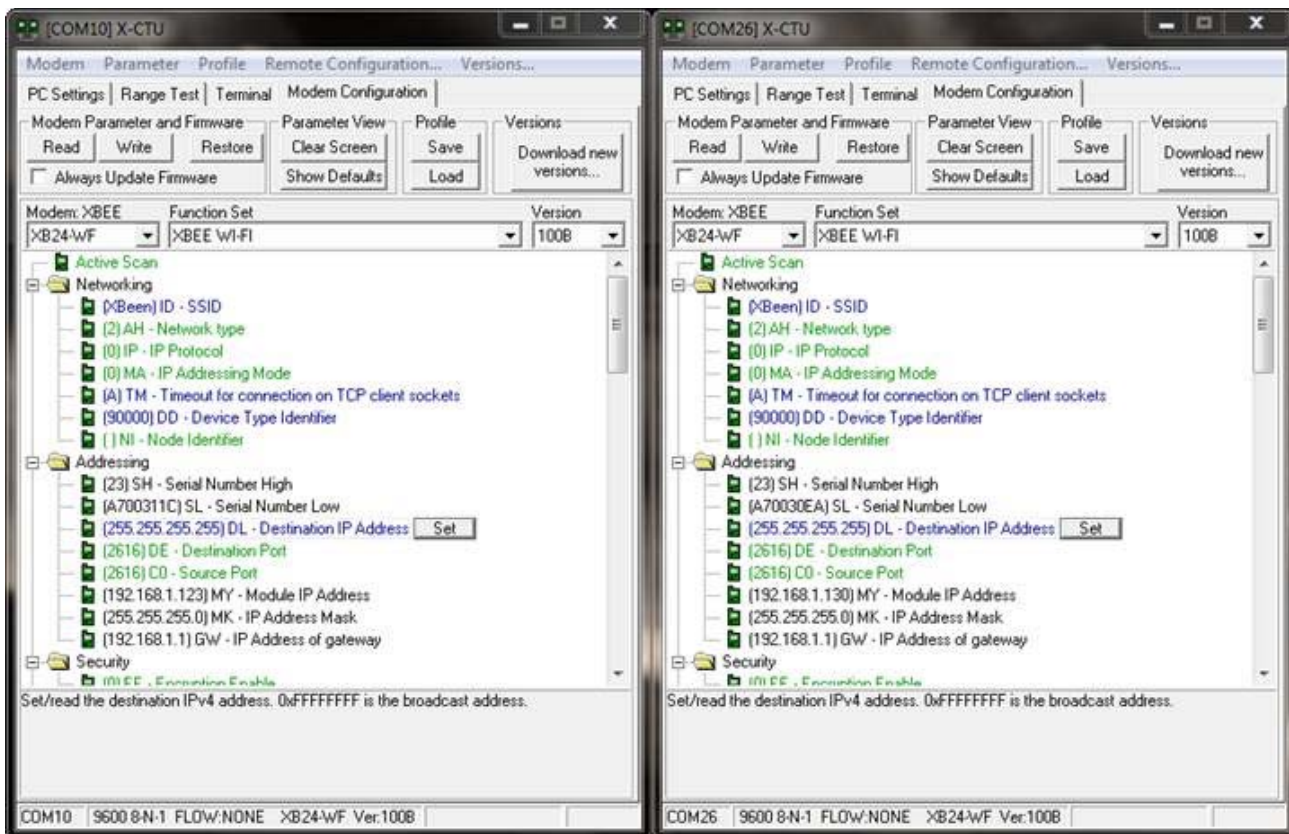 [COM10] X-CTU
Modem Parameter Profile Remote Configuration... Versions...
PC Settings Range Test Terminal Modem Configuration
Modem Parameter and Firmware Parameter View Profile Versions
Read Write Restore Clear Screen Save Download new versions...
Always Update Firmware Show Defaults Load
Modem: XBEE Function Set Version
XB24-WF XBEE WI-FI 100B
Active Scan
Networking
(XBeen) ID - SSID
(2) AH - Network type
(0) IP - IP Protocol
(0) MA - IP Addressing Mode
(A) TM - Timeout for connection on TCP client sockets
(90000) DD - Device Type Identifier
( ) NI - Node Identifier
Addressing
(23) SH - Serial Number High
(A700311C) SL - Serial Number Low
(255.255.255.255) DL - Destination IP Address Set
(2616) DE - Destination Port
(2616) C0 - Source Port
(192.168.1.123) MY - Module IP Address
(255.255.255.0) MK - IP Address Mask
(192.168.1.1) GW - IP Address of gateway
Security
(0) EE - Encryption Enable
Set/read the destination IPv4 address. 0xFFFFFFFF is the broadcast address.
COM10 9600 8-N-1 FLOW:NONE XB24-WF Ver:100B
[COM26] X-CTU
Modem Parameter Profile Remote Configuration... Versions...
PC Settings Range Test Terminal Modem Configuration
Modem Parameter and Firmware Parameter View Profile Versions
Read Write Restore Clear Screen Save Download new versions...
Always Update Firmware Show Defaults Load
Modem: XBEE Function Set Version
XB24-WF XBEE WI-FI 100B
Active Scan
Networking
(XBeen) ID - SSID
(2) AH - Network type
(0) IP - IP Protocol
(0) MA - IP Addressing Mode
(A) TM - Timeout for connection on TCP client sockets
(90000) DD - Device Type Identifier
( ) NI - Node Identifier
Addressing
(23) SH - Serial Number High
(A70030EA) SL - Serial Number Low
(255.255.255.255) DL - Destination IP Address Set
(2616) DE - Destination Port
(2616) C0 - Source Port
(192.168.1.130) MY - Module IP Address
(255.255.255.0) MK - IP Address Mask
(192.168.1.1) GW - IP Address of gateway
Security
(0) EE - Encryption Enable
Set/read the destination IPv4 address. 0xFFFFFFFF is the broadcast address.
COM26 9600 8-N-1 FLOW:NONE XB24-WF Ver:100B